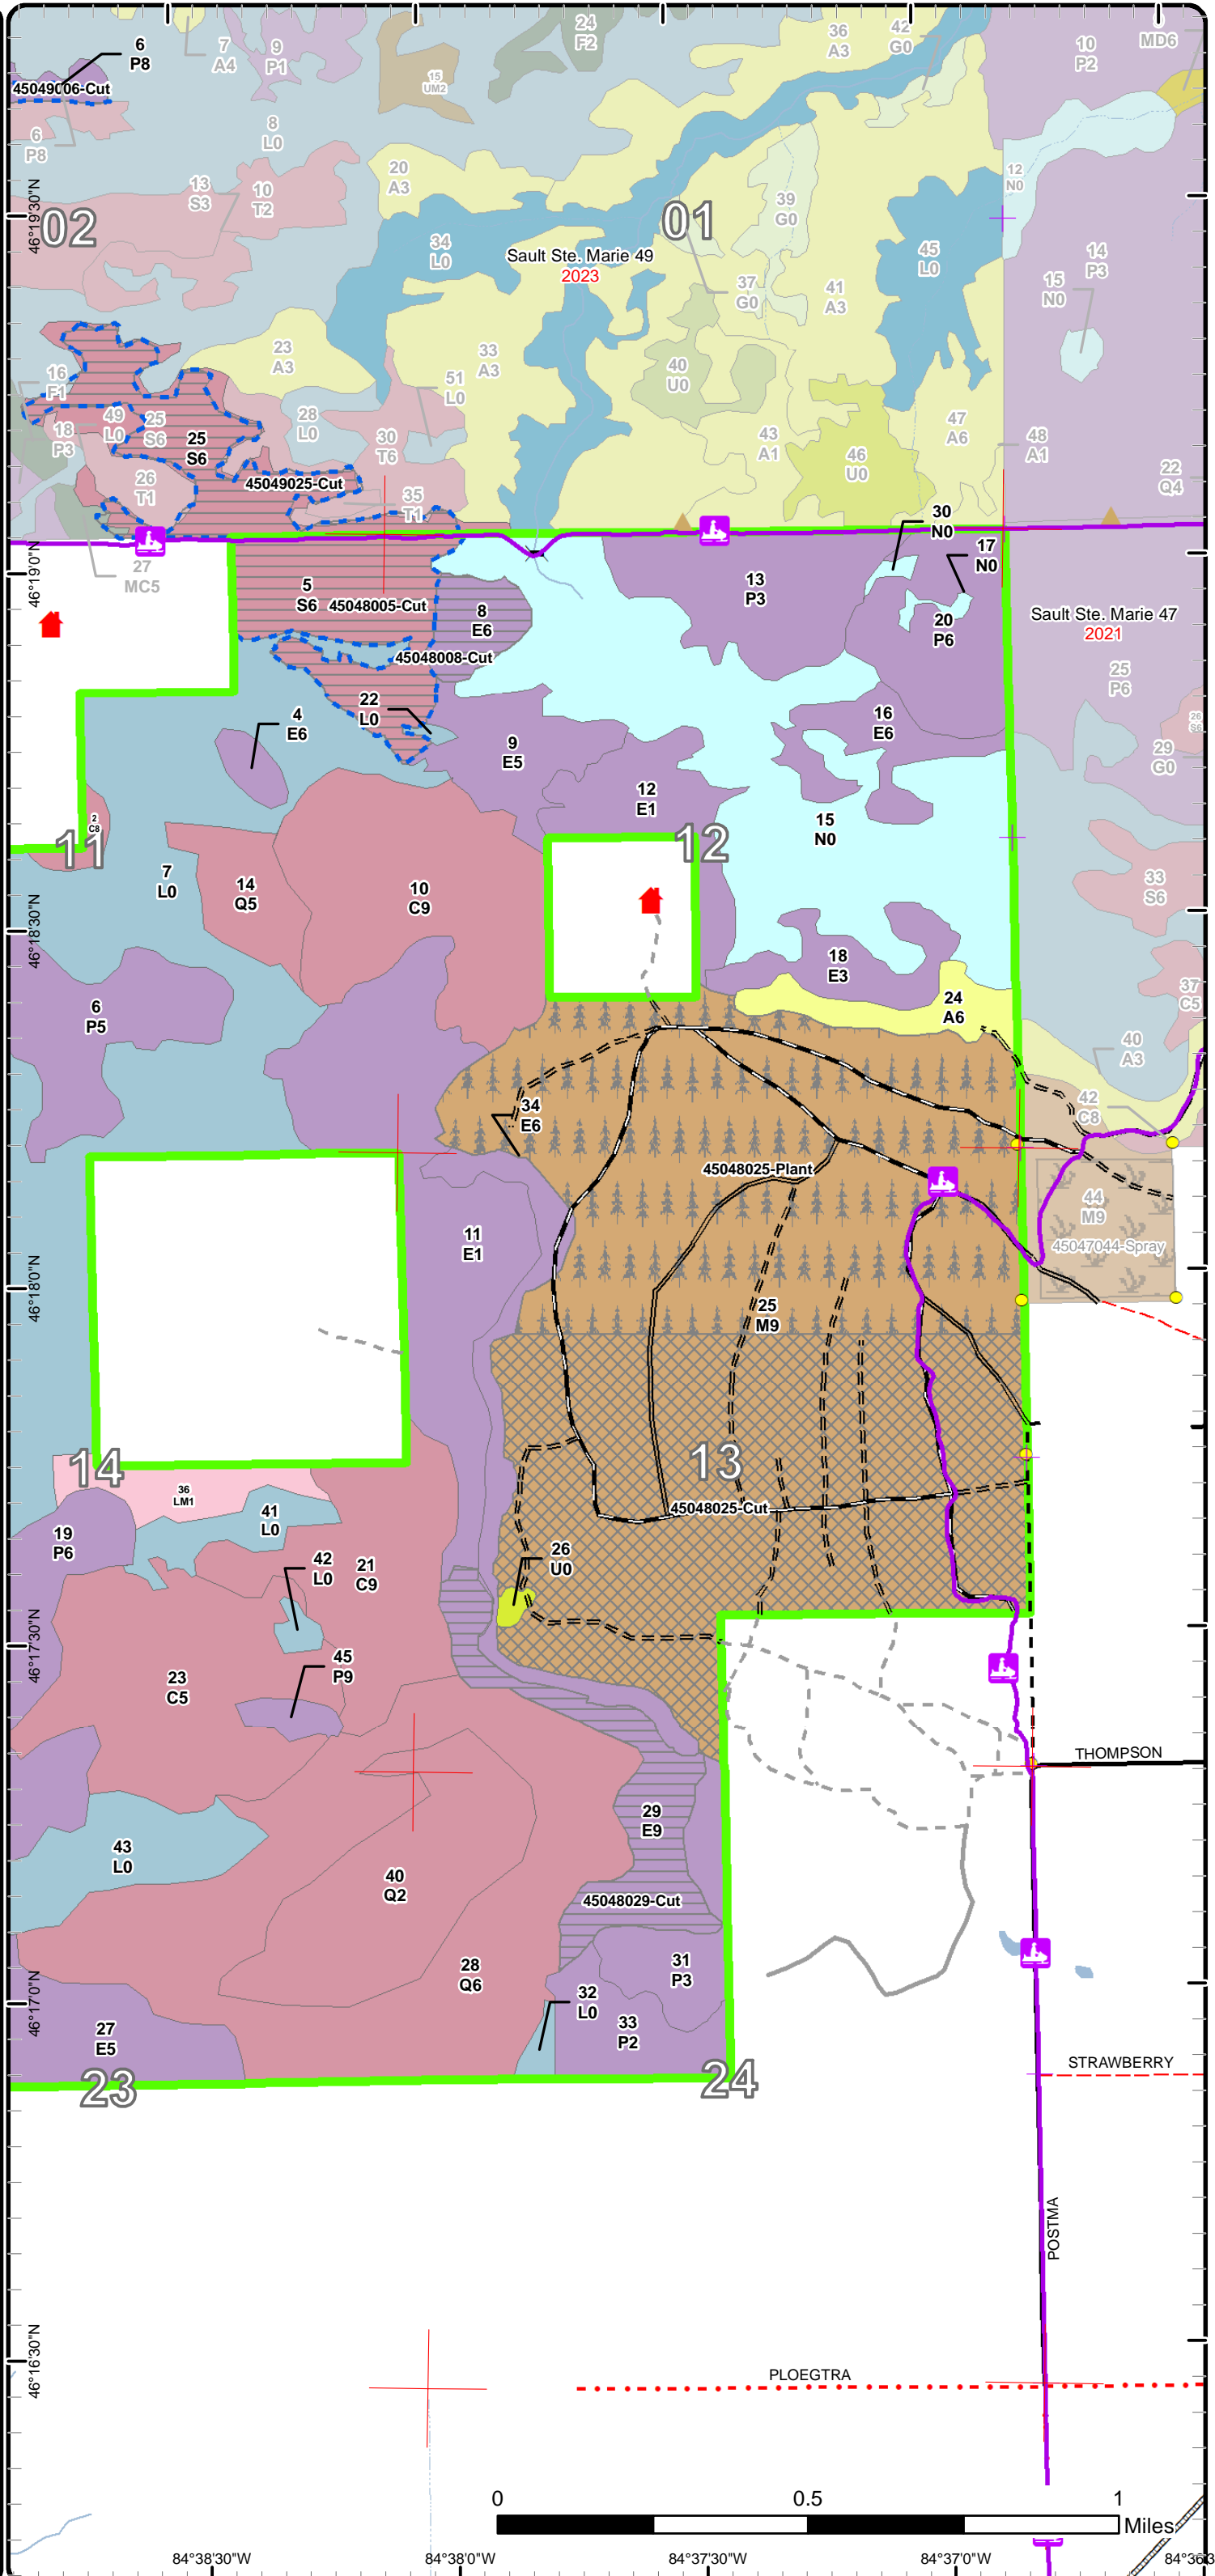 6
P8
45049006-Cut
6
P8
7
A4
9
P1
8
L0
15
UM2
24
F2
36
A3
42
G0
MD6
10
P2
20
A3
13
S3
10
T2
02
01
39
G0
12
N0
34
L0
Sault Ste. Marie 49
2023
45
L0
14
P3
37
G0
41
A3
15
N0
23
A3
33
A3
40
U0
16
F1
51
L0
49
L0
25
S6
28
L0
30
T6
18
P3
25
S6
43
A1
47
A6
48
A1
46
U0
26
T1
45049025-Cut
35
T1
22
Q4
30
N0
17
N0
27
MC5
5
S6
45048005-Cut
8
E6
13
P3
20
P6
Sault Ste. Marie 47
2021
45048008-Cut
25
P6
4
E6
22
L0
9
E5
16
E6
26
S6
29
G0
12
E1
15
N0
2
C8
11
12
7
L0
14
Q5
10
C9
33
S6
18
E3
6
P5
24
A6
37
C5
40
A3
34
E6
42
C8
45048025-Plant
11
E1
44
M9
45047044-Spray
25
M9
14
13
36
LM1
41
L0
45048025-Cut
19
P6
42
L0
21
C9
26
U0
23
C5
45
P9
THOMPSON
29
E9
43
L0
40
Q2
45048029-Cut
28
Q6
31
P3
32
L0
33
P2
27
E5
23
24
STRAWBERRY
POSTMA
PLOEGTRA
0
0.5
1
Miles
46°19'30"N
46°19'0"N
46°18'30"N
46°18'0"N
46°17'30"N
46°17'0"N
46°16'30"N
84°38'30"W
84°38'0"W
84°37'30"W
84°37'0"W
84°36'3